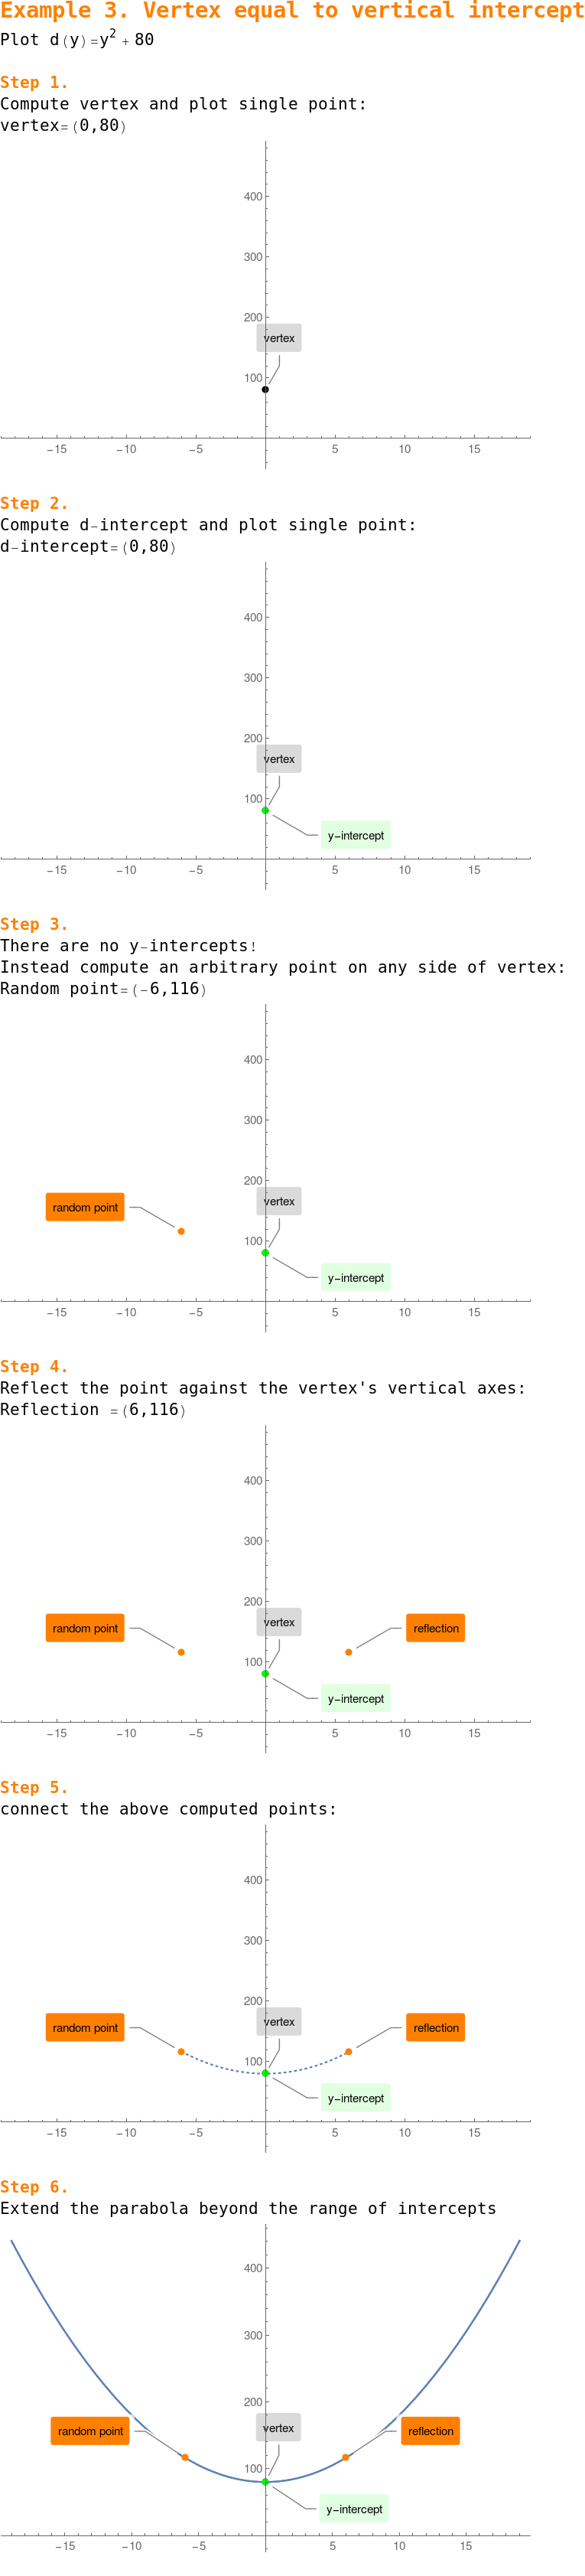 Example 3. Vertex equal to vertical intercept
Plot d(y)=y²+80
Step 1.
Compute vertex and plot single point:
vertex=(0,80)
400
300
200
vertex
100
−15 −10 −5 5 10 15
Step 2.
Compute d-intercept and plot single point:
d-intercept=(0,80)
400
300
200
vertex
100
y−intercept
−15 −10 −5 5 10 15
Step 3.
There are no y-intercepts!
Instead compute an arbitrary point on any side of vertex:
Random point=(-6,116)
400
300
200
random point vertex
100
y−intercept
−15 −10 −5 5 10 15
Step 4.
Reflect the point against the vertex's vertical axes:
Reflection =(6,116)
400
300
200
random point vertex reflection
100
y−intercept
−15 −10 −5 5 10 15
Step 5.
connect the above computed points:
400
300
200
random point vertex reflection
100
y−intercept
−15 −10 −5 5 10 15
Step 6.
Extend the parabola beyond the range of intercepts
400
300
200
random point vertex reflection
100
y−intercept
−15 −10 −5 5 10 15